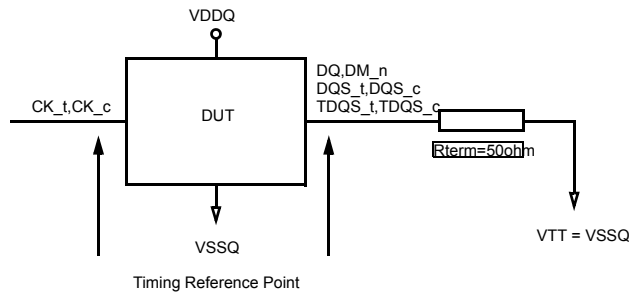 VDDQ
DQ,DM_n
DQS_t,DQS_c
TDQS_t,TDQS_c
CK_t,CK_c
DUT
Rterm=50ohm
VSSQ
VTT = VSSQ
Timing Reference Point